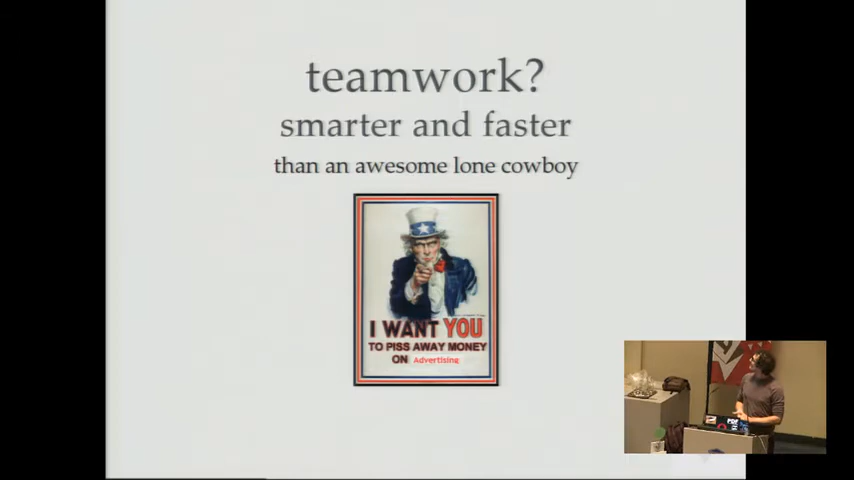 teamwork?
smarter and faster
than an awesome lone cowboy
I WANT YOU
TO PISS AWAY MONEY
ON Advertising